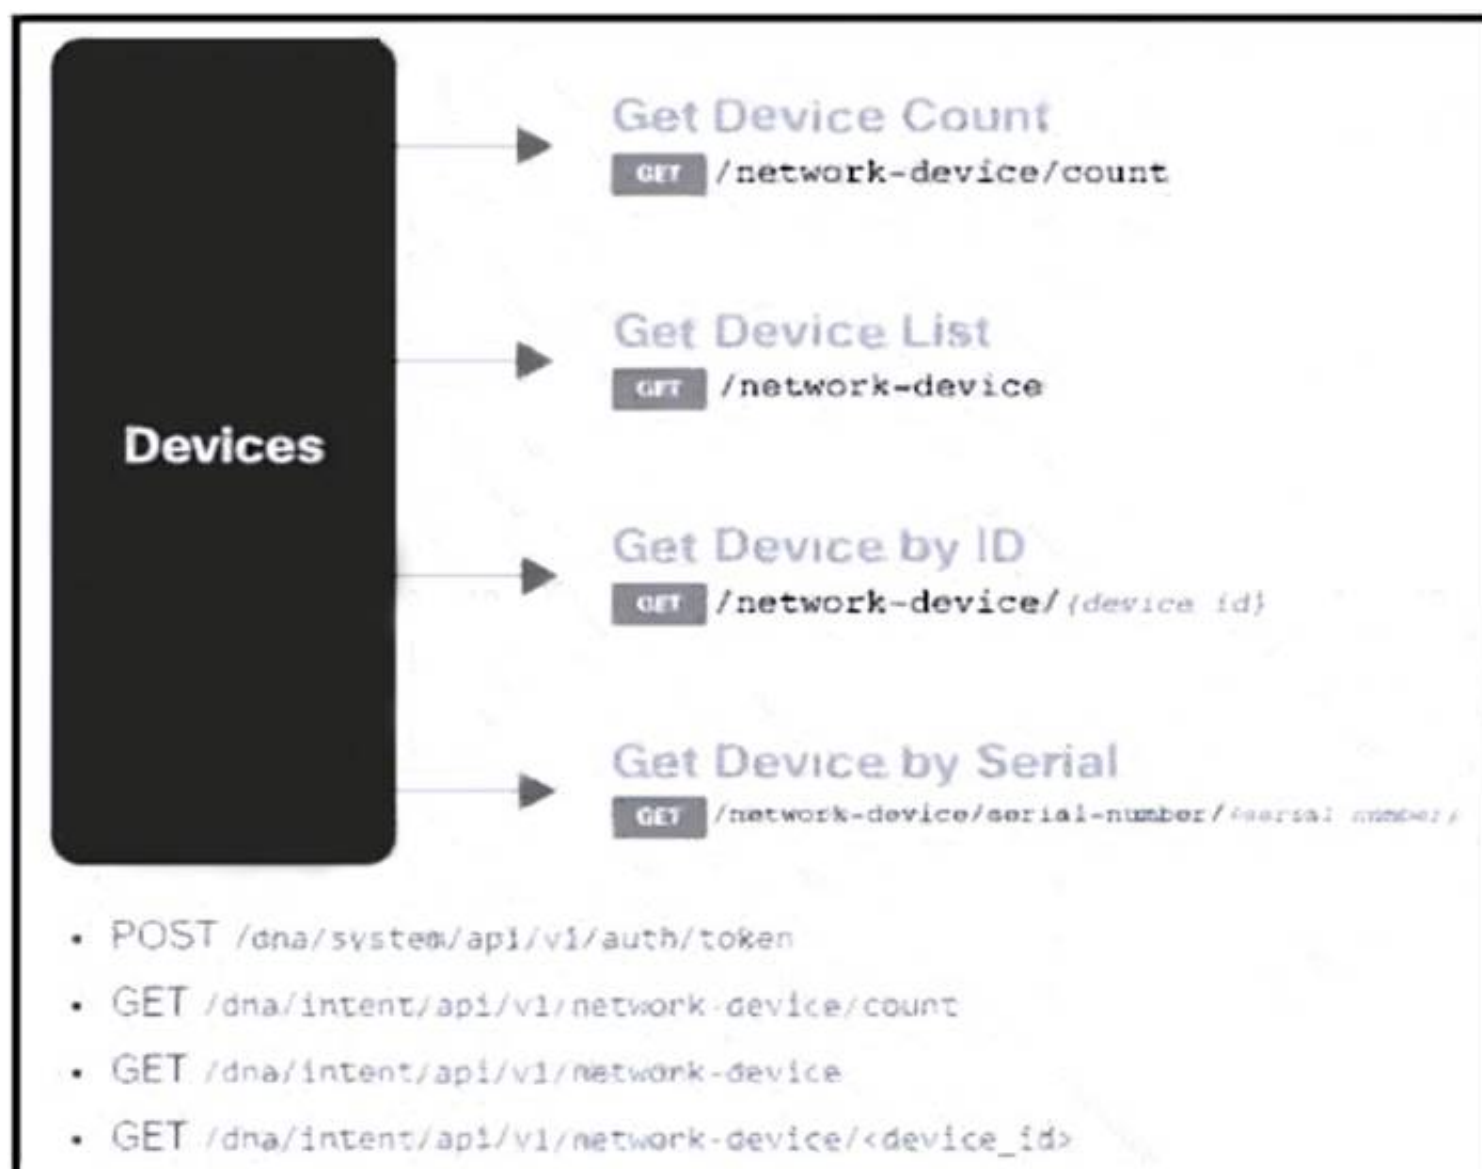 Devices
Get Device Count
GET /network-device/count
Get Device List
GET /network-device
Get Device by ID
GET /network-device/{device id}
Get Device by Serial
GET /network-device/serial-number/{serial number}
• POST /dna/system/api/v1/auth/token
• GET /dna/intent/api/v1/network-device/count
• GET /dna/intent/api/v1/network-device
• GET /dna/intent/api/v1/network-device/<device_id>